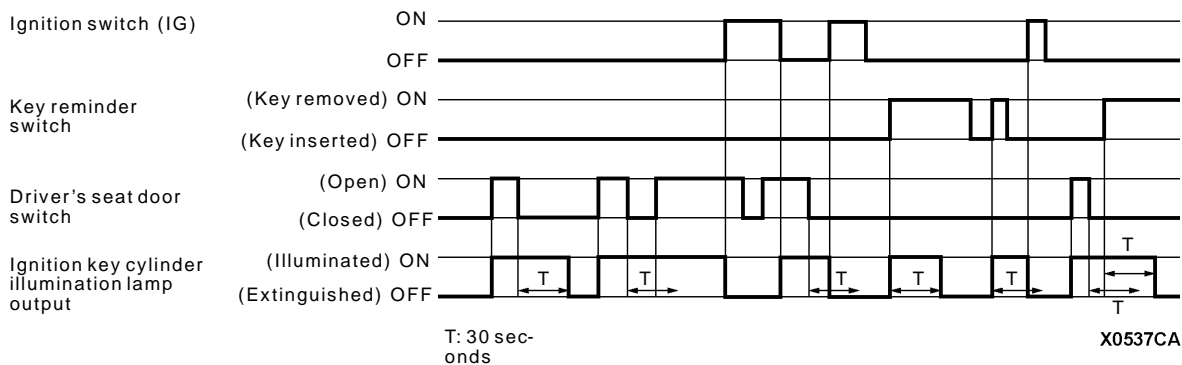 Ignition switch (IG)
ON
OFF
Key reminder
switch
(Key removed) ON
(Key inserted) OFF
Driver's seat door
switch
(Open) ON
(Closed) OFF
Ignition key cylinder
illumination lamp
output
(Illuminated) ON
(Extinguished) OFF
T
T
T
T
T
T
T
T: 30 sec-
onds
X0537CA